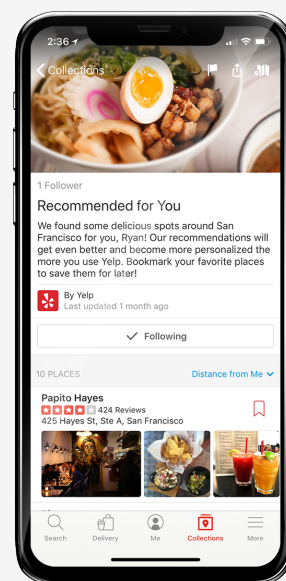 2:36
Collections
1 Follower
Recommended for You
We found some delicious spots around San
Francisco for you, Ryan! Our recommendations will
get even better and become more personalized the
more you use Yelp. Bookmark your favorite places
to save them for later!
By Yelp
Last updated 1 month ago
Following
10 PLACES Distance from Me
Papito Hayes
424 Reviews
425 Hayes St, Ste A, San Francisco
Search Delivery Me Collections More